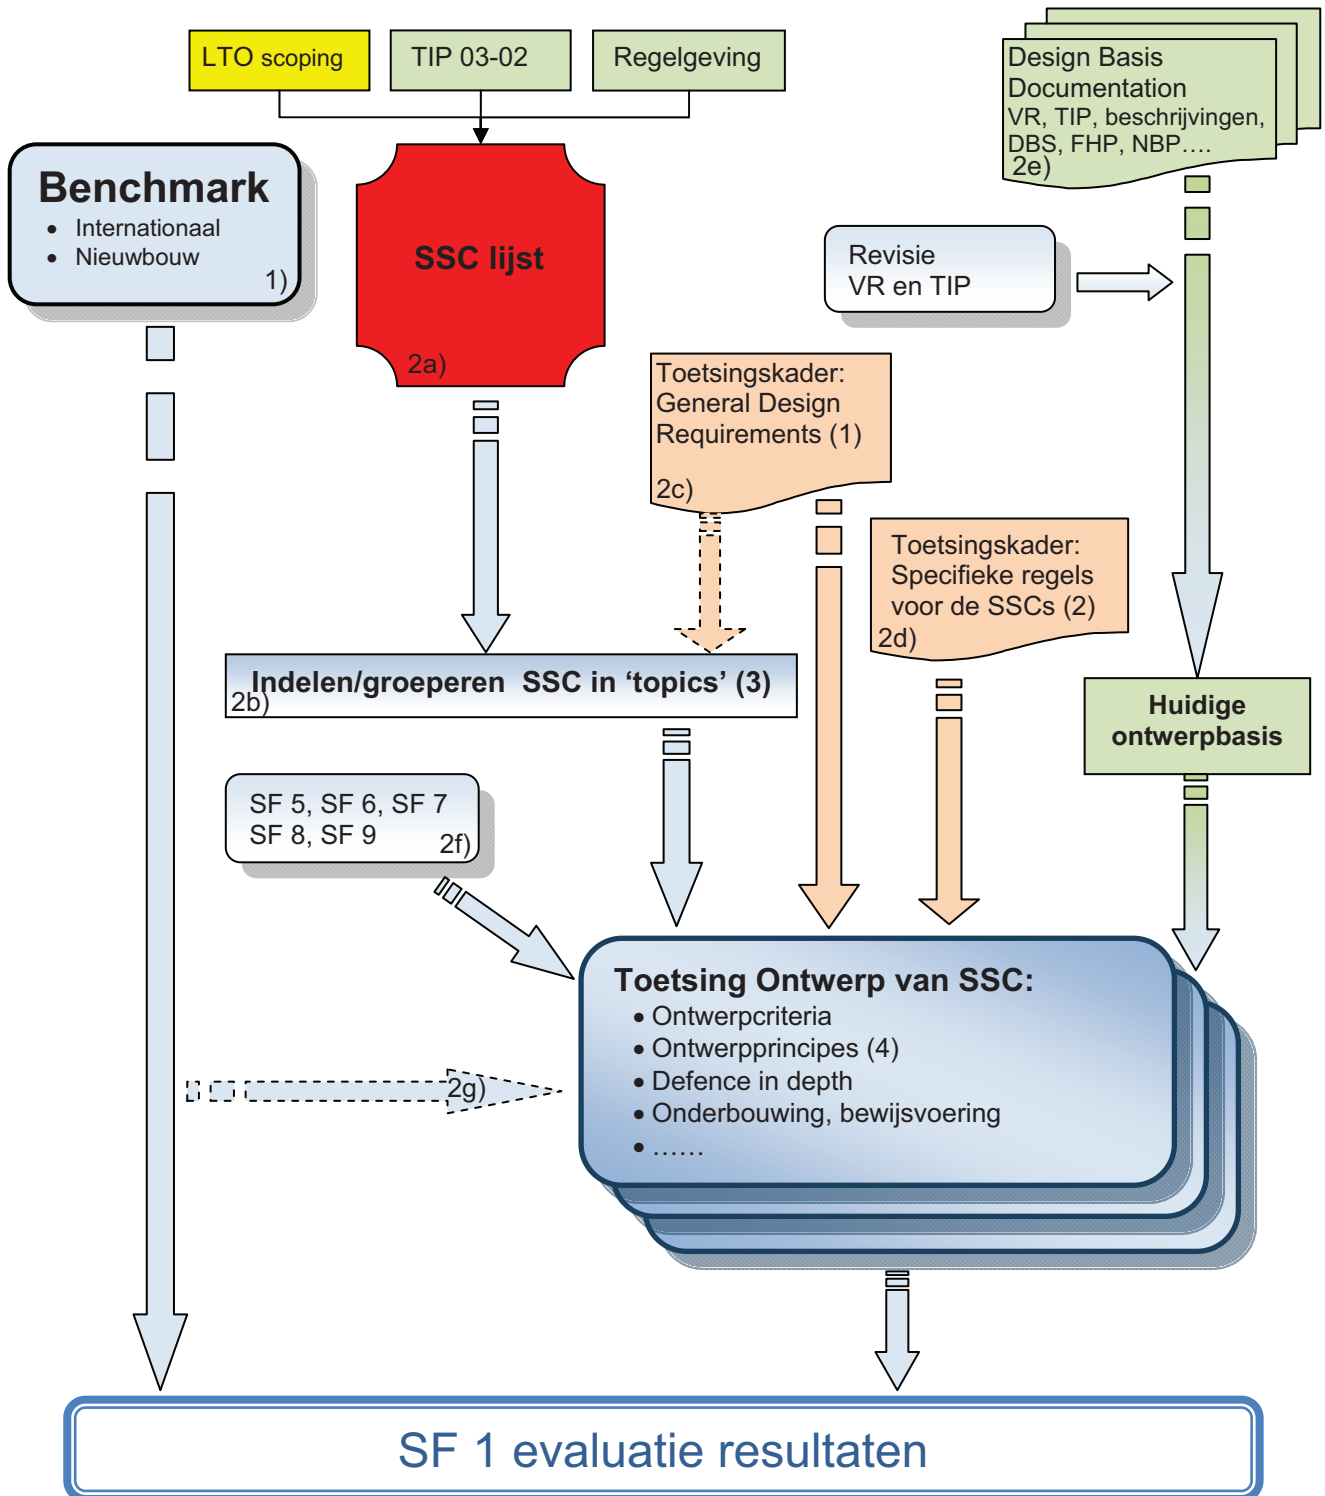 LTO scoping
TIP 03-02
Regelgeving
Design Basis
Documentation
VR, TIP, beschrijvingen,
DBS, FHP, NBP....
2e)
Benchmark
• Internationaal
• Nieuwbouw
1)
SSC lijst
2a)
Revisie
VR en TIP
Toetsingskader:
General Design
Requirements (1)
2c)
Toetsingskader:
Specifieke regels
voor de SSCs (2)
2d)
Indelen/groeperen SSC in ‘topics’ (3)
2b)
Huidige
ontwerpbasis
SF 5, SF 6, SF 7
SF 8, SF 9
2f)
Toetsing Ontwerp van SSC:
• Ontwerpcriteria
• Ontwerpprincipes (4)
• Defence in depth
• Onderbouwing, bewijsvoering
• ……
2g)
SF 1 evaluatie resultaten